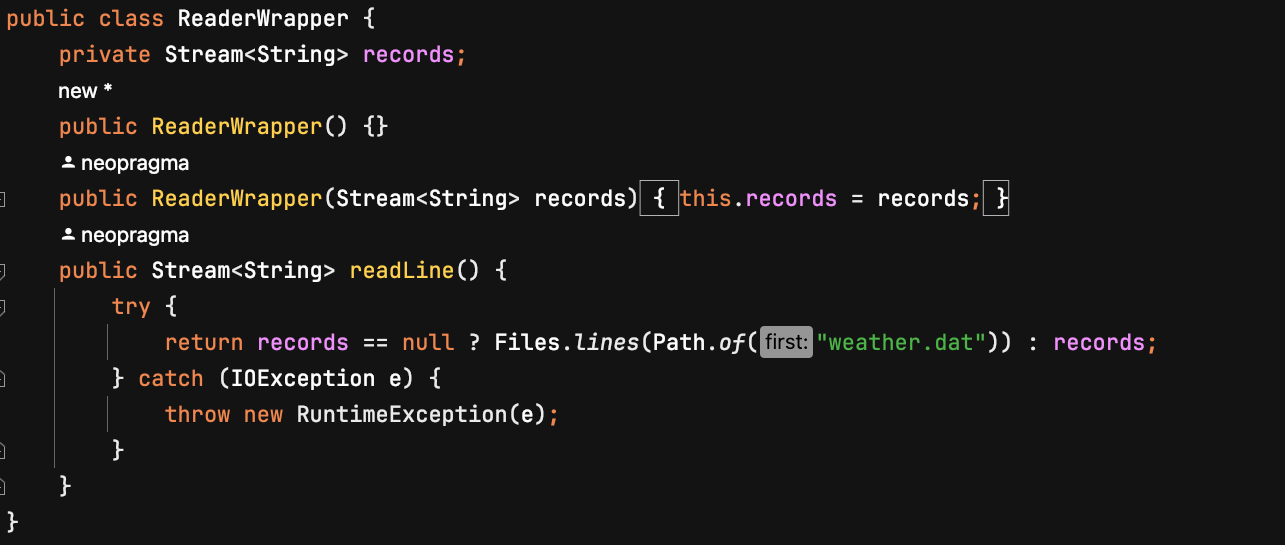 public class ReaderWrapper {
    private Stream<String> records;
    new *
    public ReaderWrapper() {}
    neopragma
    public ReaderWrapper(Stream<String> records) { this.records = records; }
    neopragma
    public Stream<String> readLine() {
        try {
            return records == null ? Files.lines(Path.of( first: "weather.dat")) : records;
        } catch (IOException e) {
            throw new RuntimeException(e);
        }
    }
}